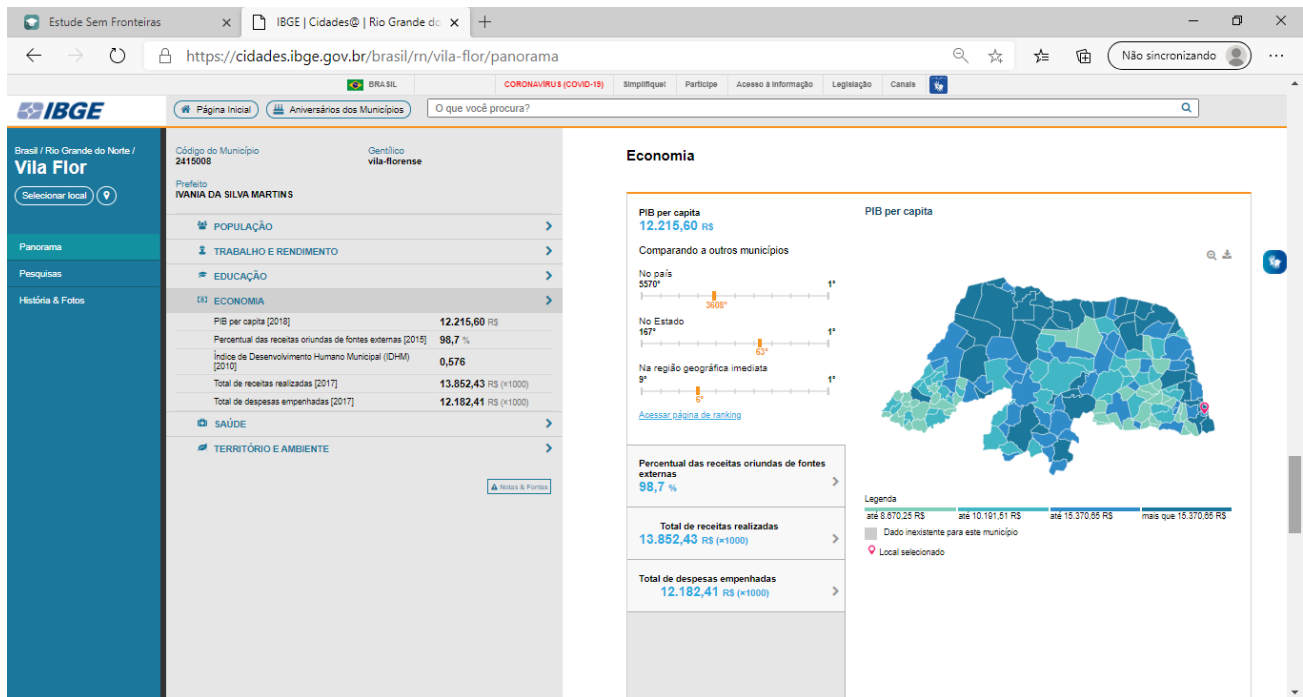 Estude Sem Fronteiras
IBGE | Cidades@ | Rio Grande do
https://cidades.ibge.gov.br/brasil/rn/vila-flor/panorama
Não sincronizando
BRASIL
CORONAVÍRUS (COVID-19)
Simplifique!
Participe
Acesso à informação
Legislação
Canais
IBGE
Página Inicial
Aniversários dos Municípios
O que você procura?
Brasil / Rio Grande do Norte /
Vila Flor
Selecionar local
Panorama
Pesquisas
História & Fotos
Código do Município
2415008
Gentílico
vila-florense
Prefeito
IVANIA DA SILVA MARTINS
POPULAÇÃO
TRABALHO E RENDIMENTO
EDUCAÇÃO
ECONOMIA
PIB per capita [2018] 12.215,60 R$
Percentual das receitas oriundas de fontes externas [2015] 98,7 %
Índice de Desenvolvimento Humano Municipal (IDHM)
[2010] 0,576
Total de receitas realizadas [2017] 13.852,43 R$ (×1000)
Total de despesas empenhadas [2017] 12.182,41 R$ (×1000)
SAÚDE
TERRITÓRIO E AMBIENTE
Notas & Fontes
Economia
PIB per capita
12.215,60 R$
Comparando a outros municípios
No país
5570° 1°
3608°
No Estado
167° 1°
63°
Na região geográfica imediata
9° 1°
6°
Acessar página de ranking
Percentual das receitas oriundas de fontes
externas
98,7 %
Total de receitas realizadas
13.852,43 R$ (×1000)
Total de despesas empenhadas
12.182,41 R$ (×1000)
PIB per capita
Legenda
até 8.670,25 R$ até 10.191,51 R$ até 15.370,65 R$ mais que 15.370,65 R$
Dado inexistente para este município
Local selecionado